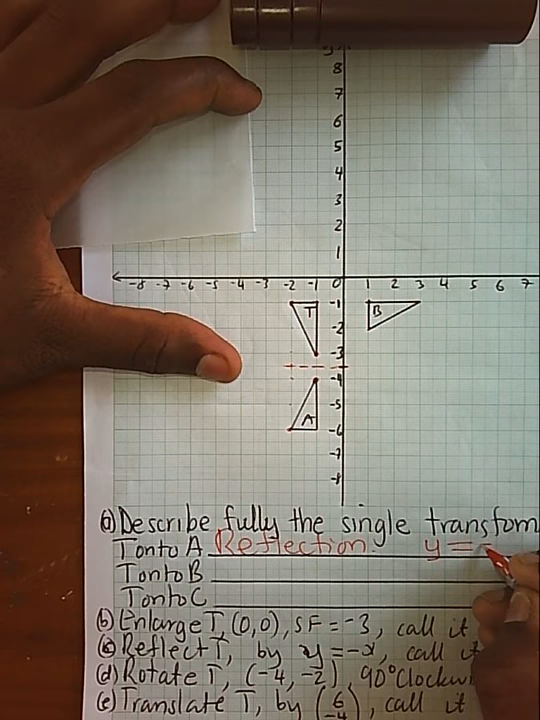 y
8
7
6
5
4
3
2
1
-8 -7 -6 -5 -4 -3 -2 -1 0 1 2 3 4 5 6 7
-1
T
B
-2
-3
-4
-5
A
-6
-7
(a) Describe fully the single transfom
T onto A Reflection. y =
T onto B
T onto C
(b) Enlarge T, (0,0), SF = -3, call it
(c) Reflect T, by y = -x, call it
(d) Rotate T, (-4, -2), 90° Clockwi
(e) Translate T, by (6 -4), call it